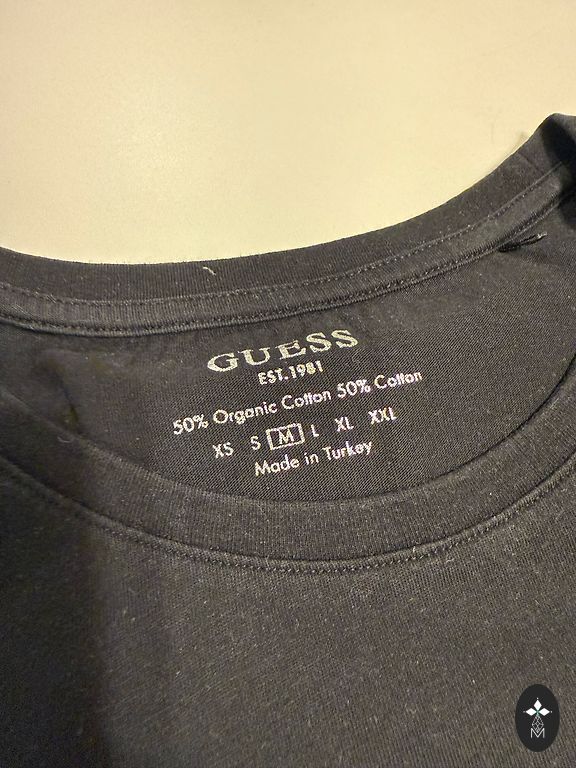 GUESS
EST.1981
50% Organic Cotton 50% Cotton
XS S M L XL XXL
Made in Turkey
M